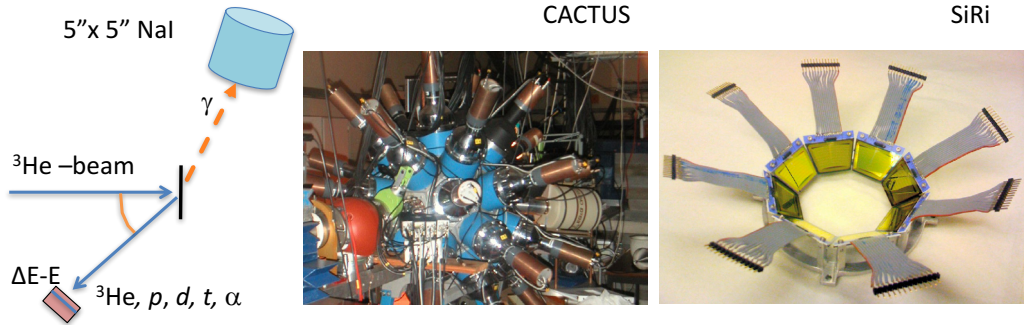 5”x 5” NaI
CACTUS
SiRi
γ
³He –beam
ΔE-E
³He, p, d, t, α